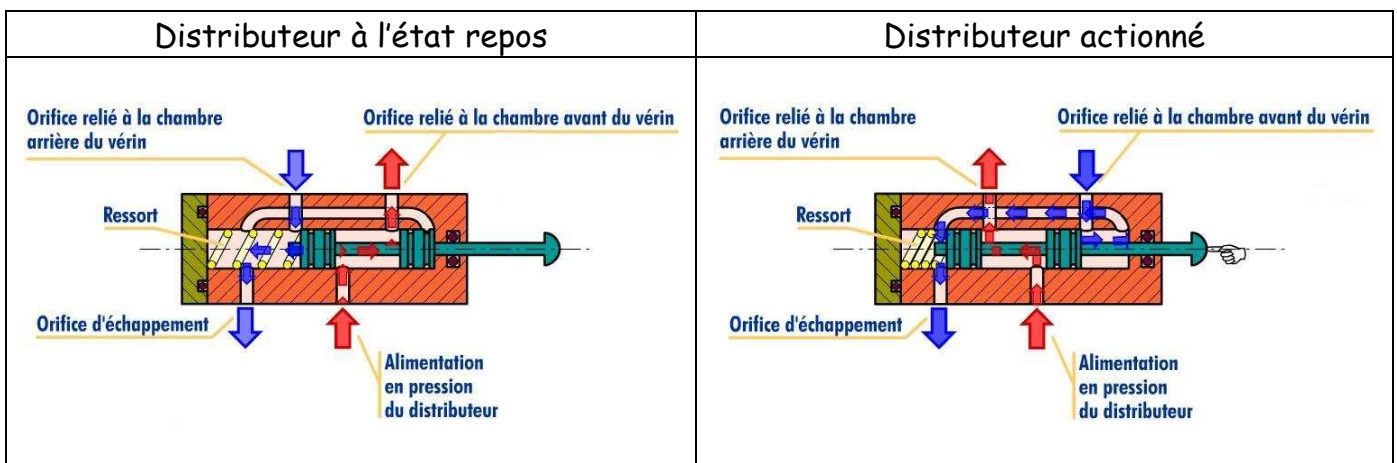 Distributeur à l'état repos
Distributeur actionné
Orifice relié à la chambre
arrière du vérin
Orifice relié à la chambre avant du vérin
Ressort
Orifice d'échappement
Alimentation
en pression
du distributeur
Orifice relié à la chambre
arrière du vérin
Orifice relié à la chambre avant du vérin
Ressort
Orifice d'échappement
Alimentation
en pression
du distributeur